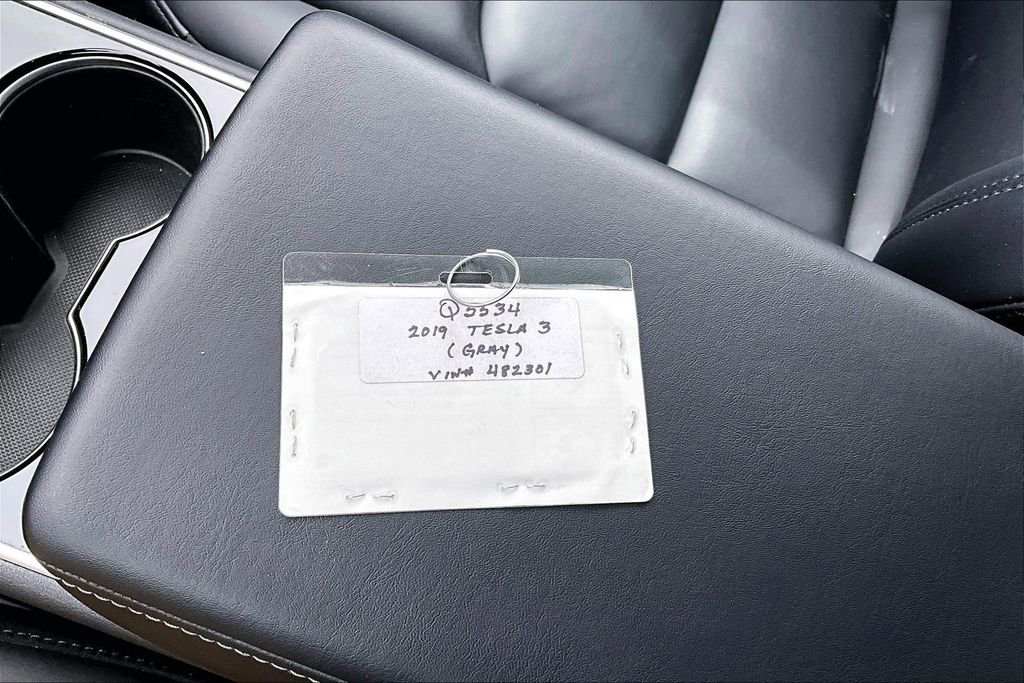 Q5534
2019 TESLA 3
(GRAY)
VIN# 482301